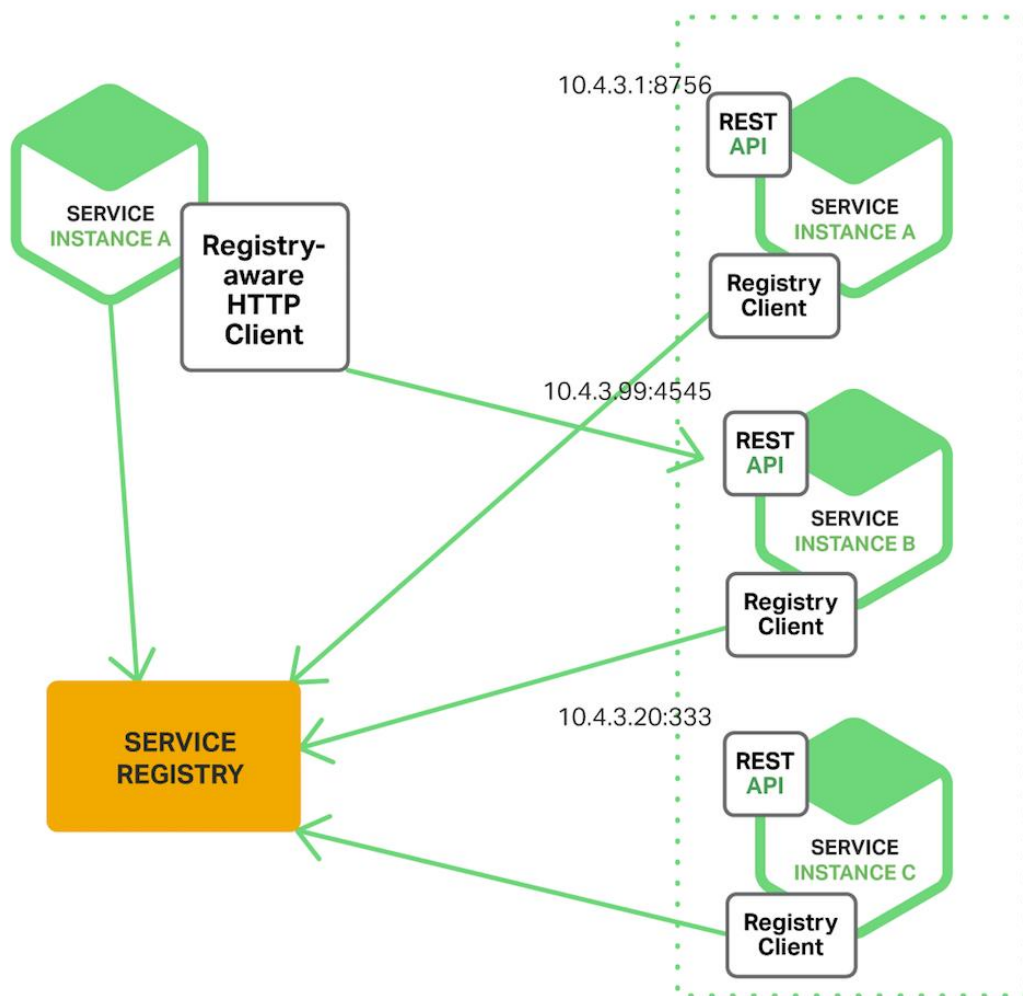 SERVICE
INSTANCE A
Registry-
aware
HTTP
Client
SERVICE
REGISTRY
10.4.3.1:8756
REST
API
SERVICE
INSTANCE A
Registry
Client
10.4.3.99:4545
REST
API
SERVICE
INSTANCE B
Registry
Client
10.4.3.20:333
REST
API
SERVICE
INSTANCE C
Registry
Client